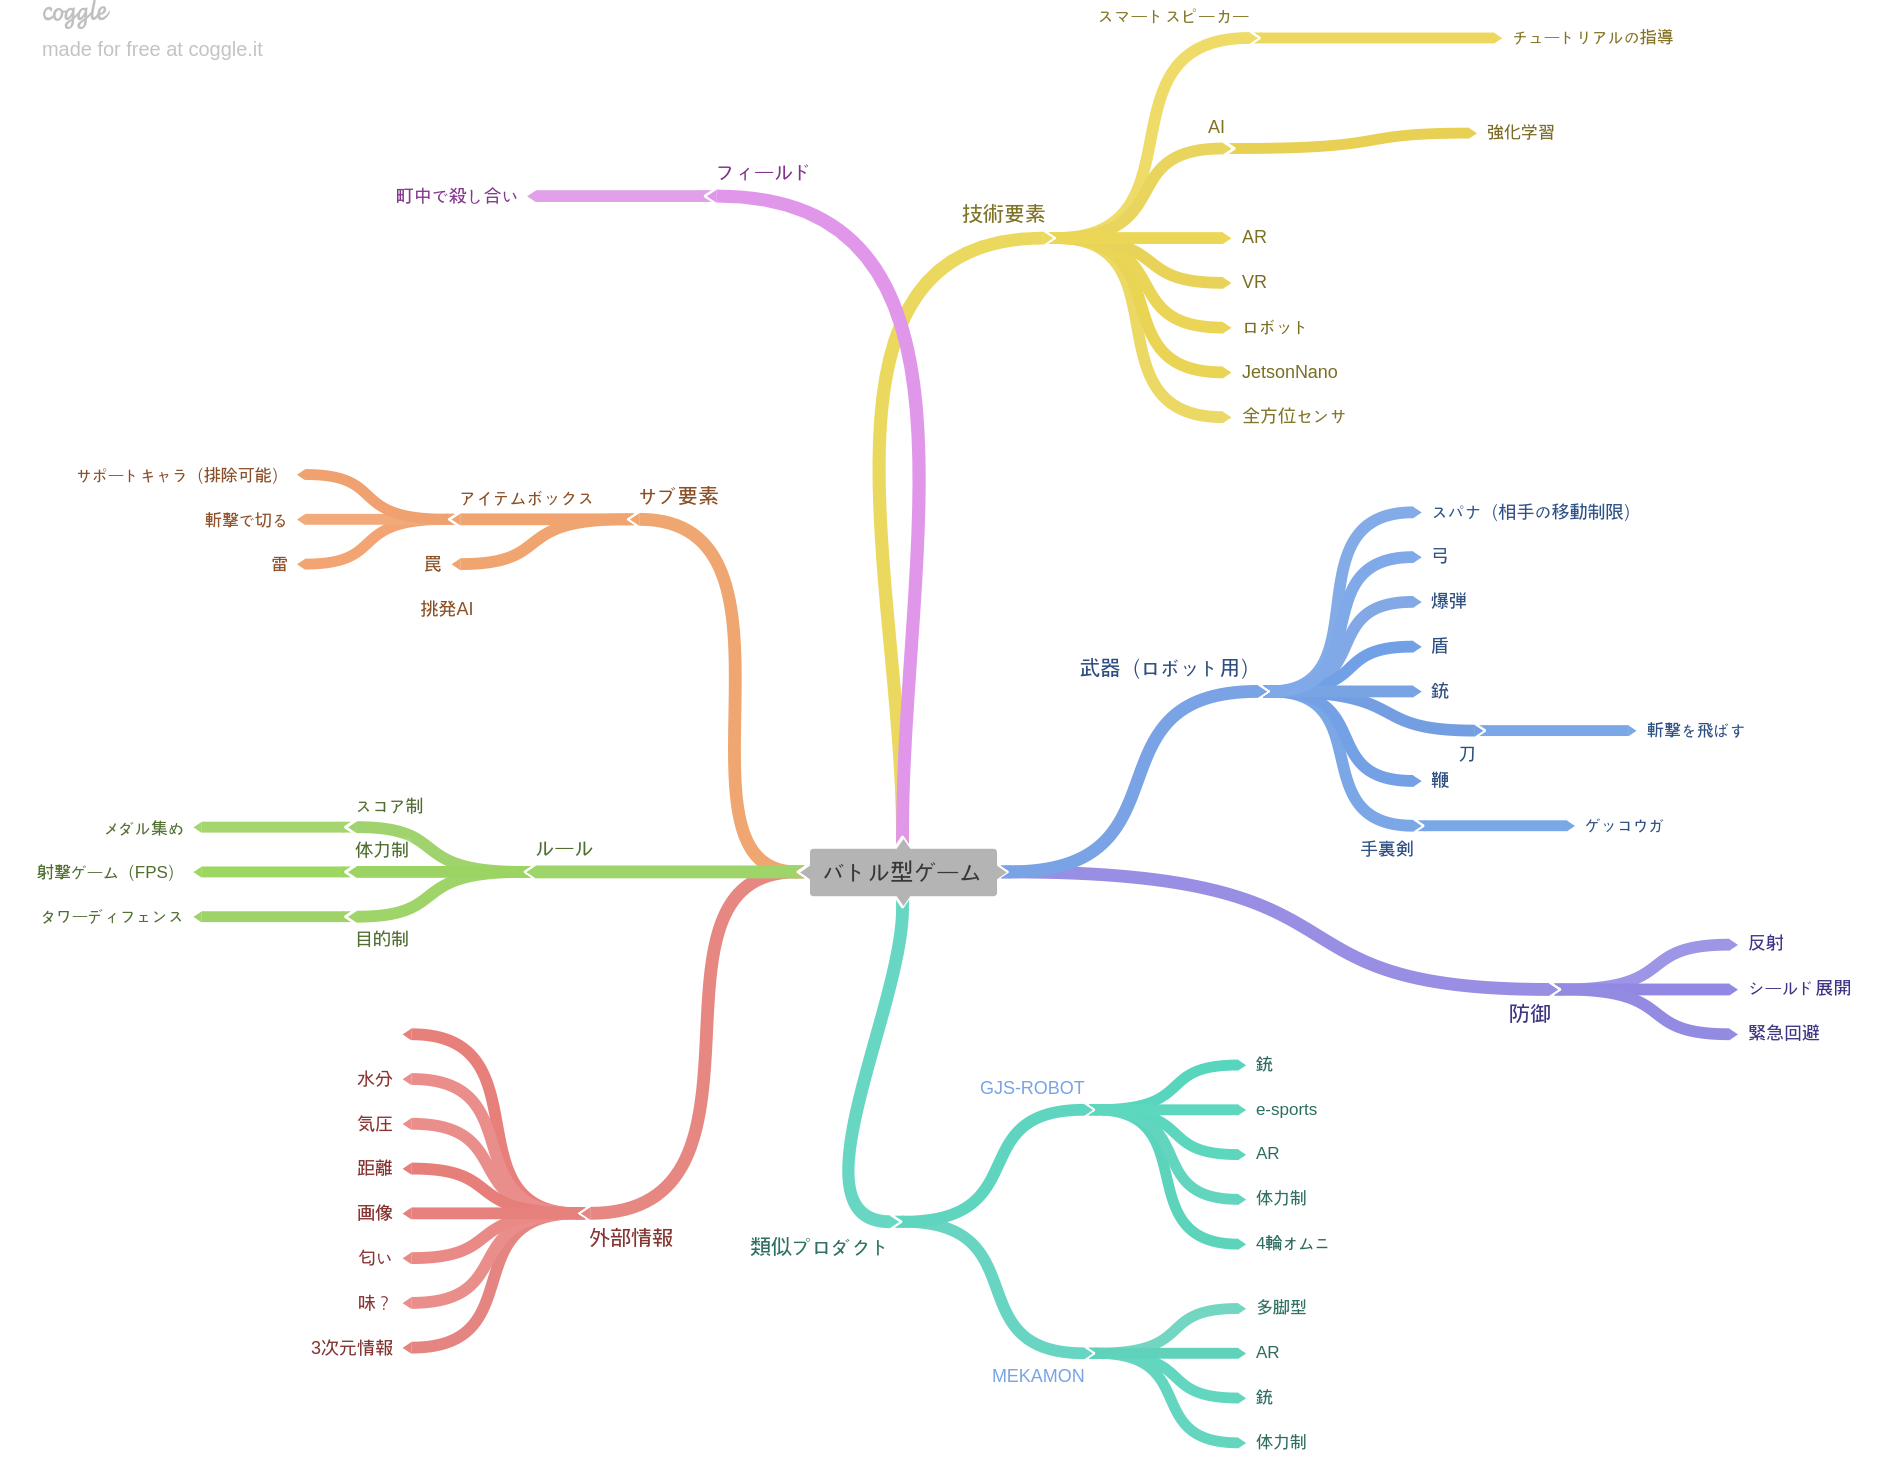 coggle
made for free at coggle.it
バトル型ゲーム
技術要素
スマートスピーカー
チュートリアルの指導
AI
強化学習
AR
VR
ロボット
JetsonNano
全方位センサ
武器（ロボット用）
スパナ（相手の移動制限）
弓
爆弾
盾
銃
刀
斬撃を飛ばす
鞭
手裏剣
ゲッコウガ
防御
反射
シールド展開
緊急回避
類似プロダクト
GJS-ROBOT
銃
e-sports
AR
体力制
4輪オムニ
MEKAMON
多脚型
AR
銃
体力制
フィールド
町中で殺し合い
サブ要素
アイテムボックス
サポートキャラ（排除可能）
斬撃で切る
雷
罠
挑発AI
ルール
スコア制
メダル集め
体力制
射撃ゲーム（FPS）
目的制
タワーディフェンス
外部情報
水分
気圧
距離
画像
匂い
味？
3次元情報